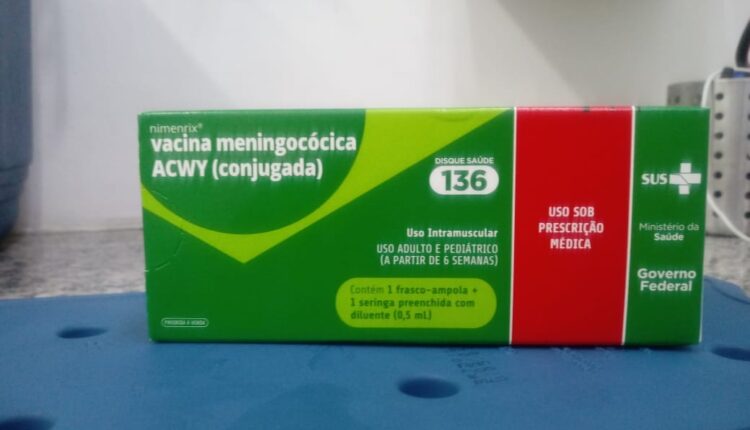 nimenrix®
vacina meningocócica
ACWY (conjugada)
DISQUE SAÚDE
136
Uso Intramuscular
USO ADULTO E PEDIÁTRICO
(A PARTIR DE 6 SEMANAS)
Contém 1 frasco-ampola +
1 seringa preenchida com
diluente (0,5 mL)
PROIBIDA A VENDA
USO SOB
PRESCRIÇÃO
MÉDICA
SUS
Ministério da
Saúde
Governo
Federal